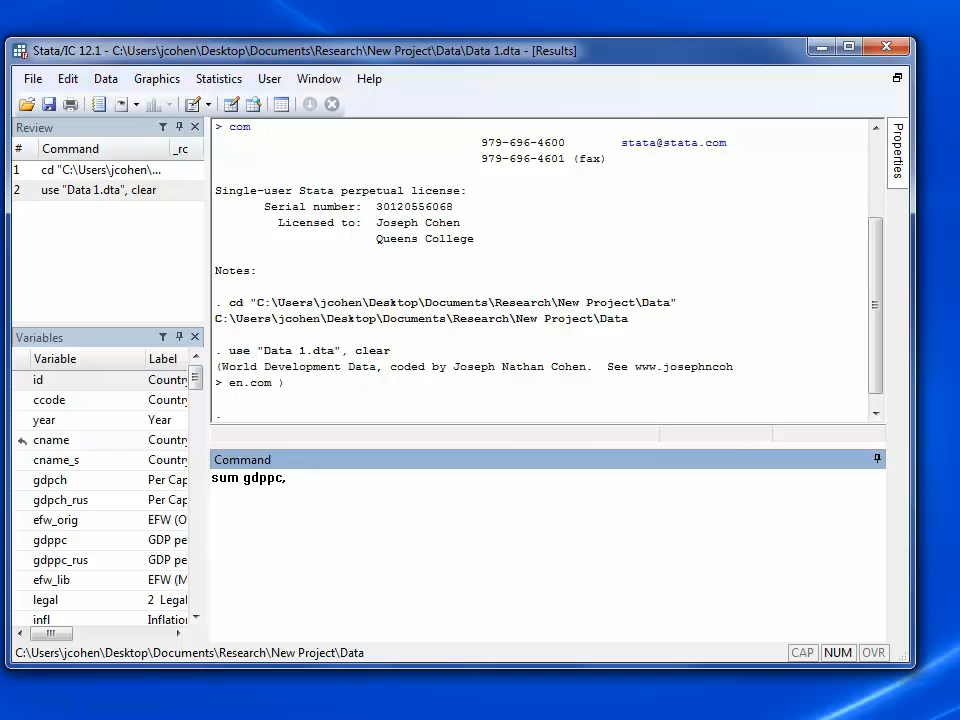 Stata/IC 12.1 - C:\Users\jcohen\Desktop\Documents\Research\New Project\Data\Data 1.dta - [Results]
File Edit Data Graphics Statistics User Window Help
Review
# Command _rc
1 cd "C:\Users\jcohen\...
2 use "Data 1.dta", clear
Variables
Variable Label
id Country
ccode Country
year Year
cname Country
cname_s Country
gdpch Per Cap
gdpch_rus Per Cap
efw_orig EFW (O
gdppc GDP pe
gdppc_rus GDP pe
efw_lib EFW (M
legal 2 Legal
infl Inflation
> com
979-696-4600 stata@stata.com
979-696-4601 (fax)
Single-user Stata perpetual license:
Serial number: 30120556068
Licensed to: Joseph Cohen
Queens College
Notes:
. cd "C:\Users\jcohen\Desktop\Documents\Research\New Project\Data"
C:\Users\jcohen\Desktop\Documents\Research\New Project\Data
. use "Data 1.dta", clear
(World Development Data, coded by Joseph Nathan Cohen. See www.josephncoh
> en.com )
.
Command
sum gdppc,
Properties
C:\Users\jcohen\Desktop\Documents\Research\New Project\Data
CAP NUM OVR